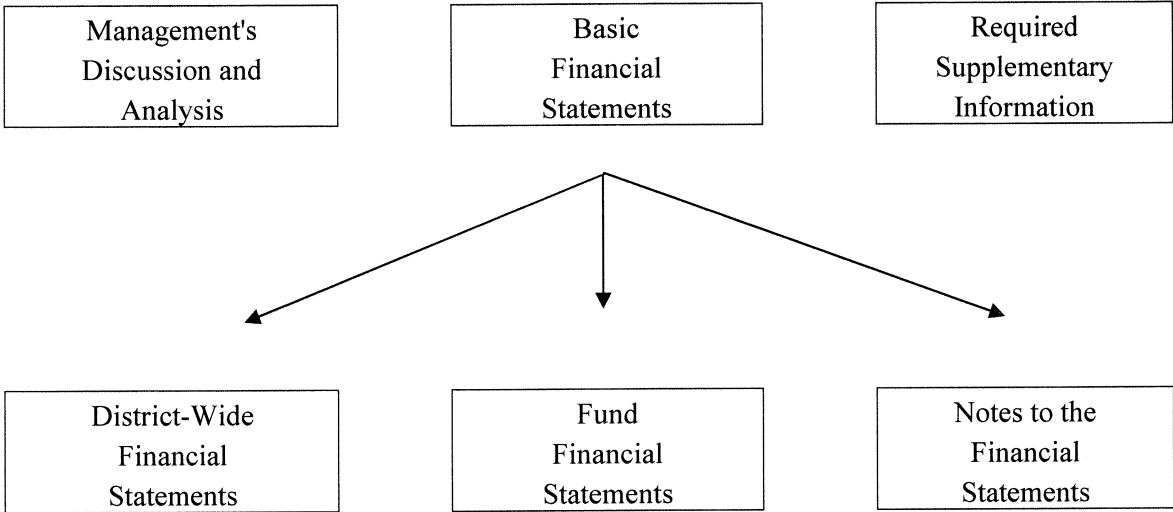 Management's
Discussion and
Analysis
Basic
Financial
Statements
Required
Supplementary
Information
District-Wide
Financial
Statements
Fund
Financial
Statements
Notes to the
Financial
Statements